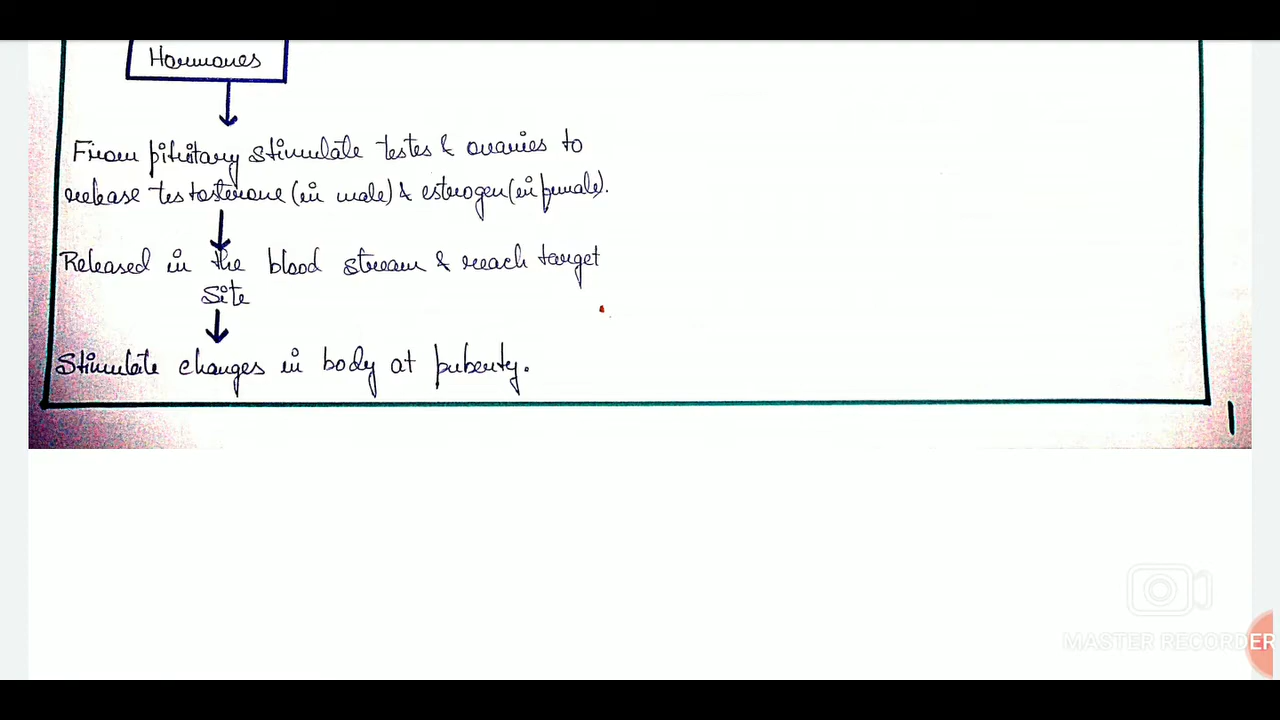 Hormones
From pituitary stimulate testes & ovaries to
release testosterone (in male) & estrogen (in female).
Released in the blood stream & reach target
Site
Stimulate changes in body at puberty.
1
MASTER RECORDER